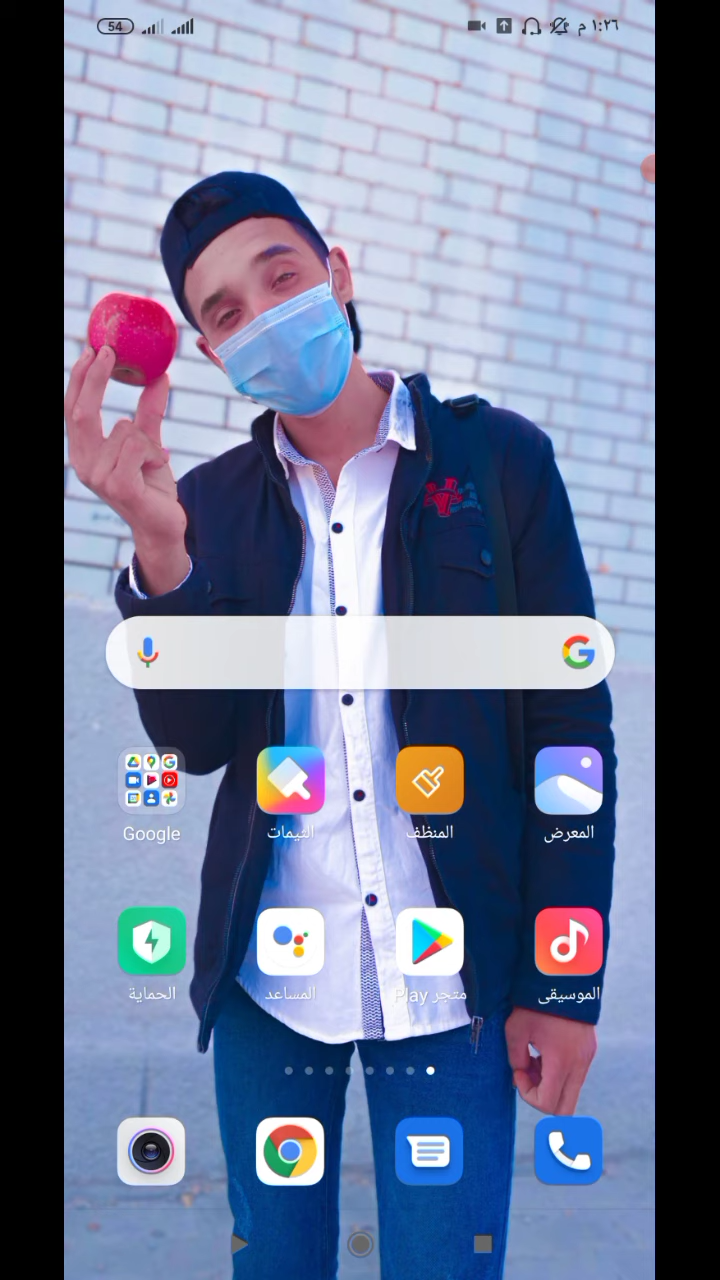 ١:٢٦ م
54
المعرض
المنظف
الثيمات
Google
الموسيقى
متجر Play
المساعد
الحماية